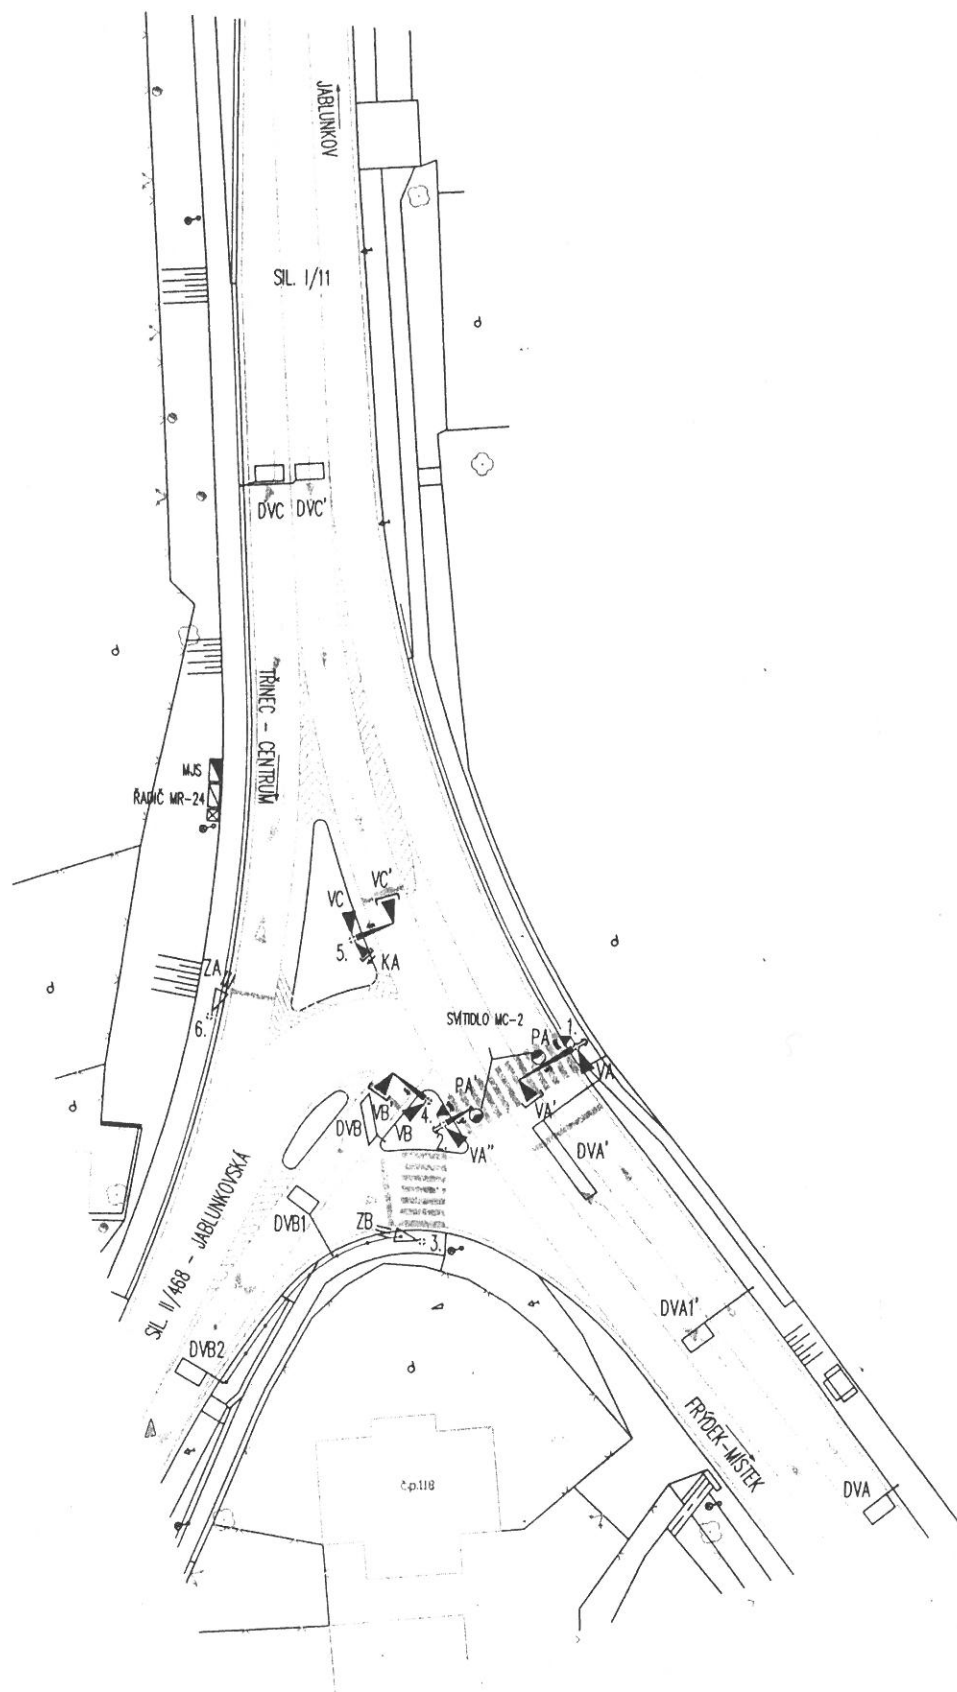 JABLUNKOV
SIL. I/11
DVC DVC'
TŘINEC - CENTRUM
MJS
ŘADIČ MR-24
VC'
VC
5.
KA
ZA
6.
SVÍTIDLO MC-2
PA
1.
VA
PA'
VA'
VB'
4.
DVB
VB
2.
VA''
DVA'
SIL. II/468 - JABLUNKOVSKÁ
DVB1
ZB
3.
DVA1'
DVB2
FRÝDEK-MÍSTEK
č.p.118
DVA